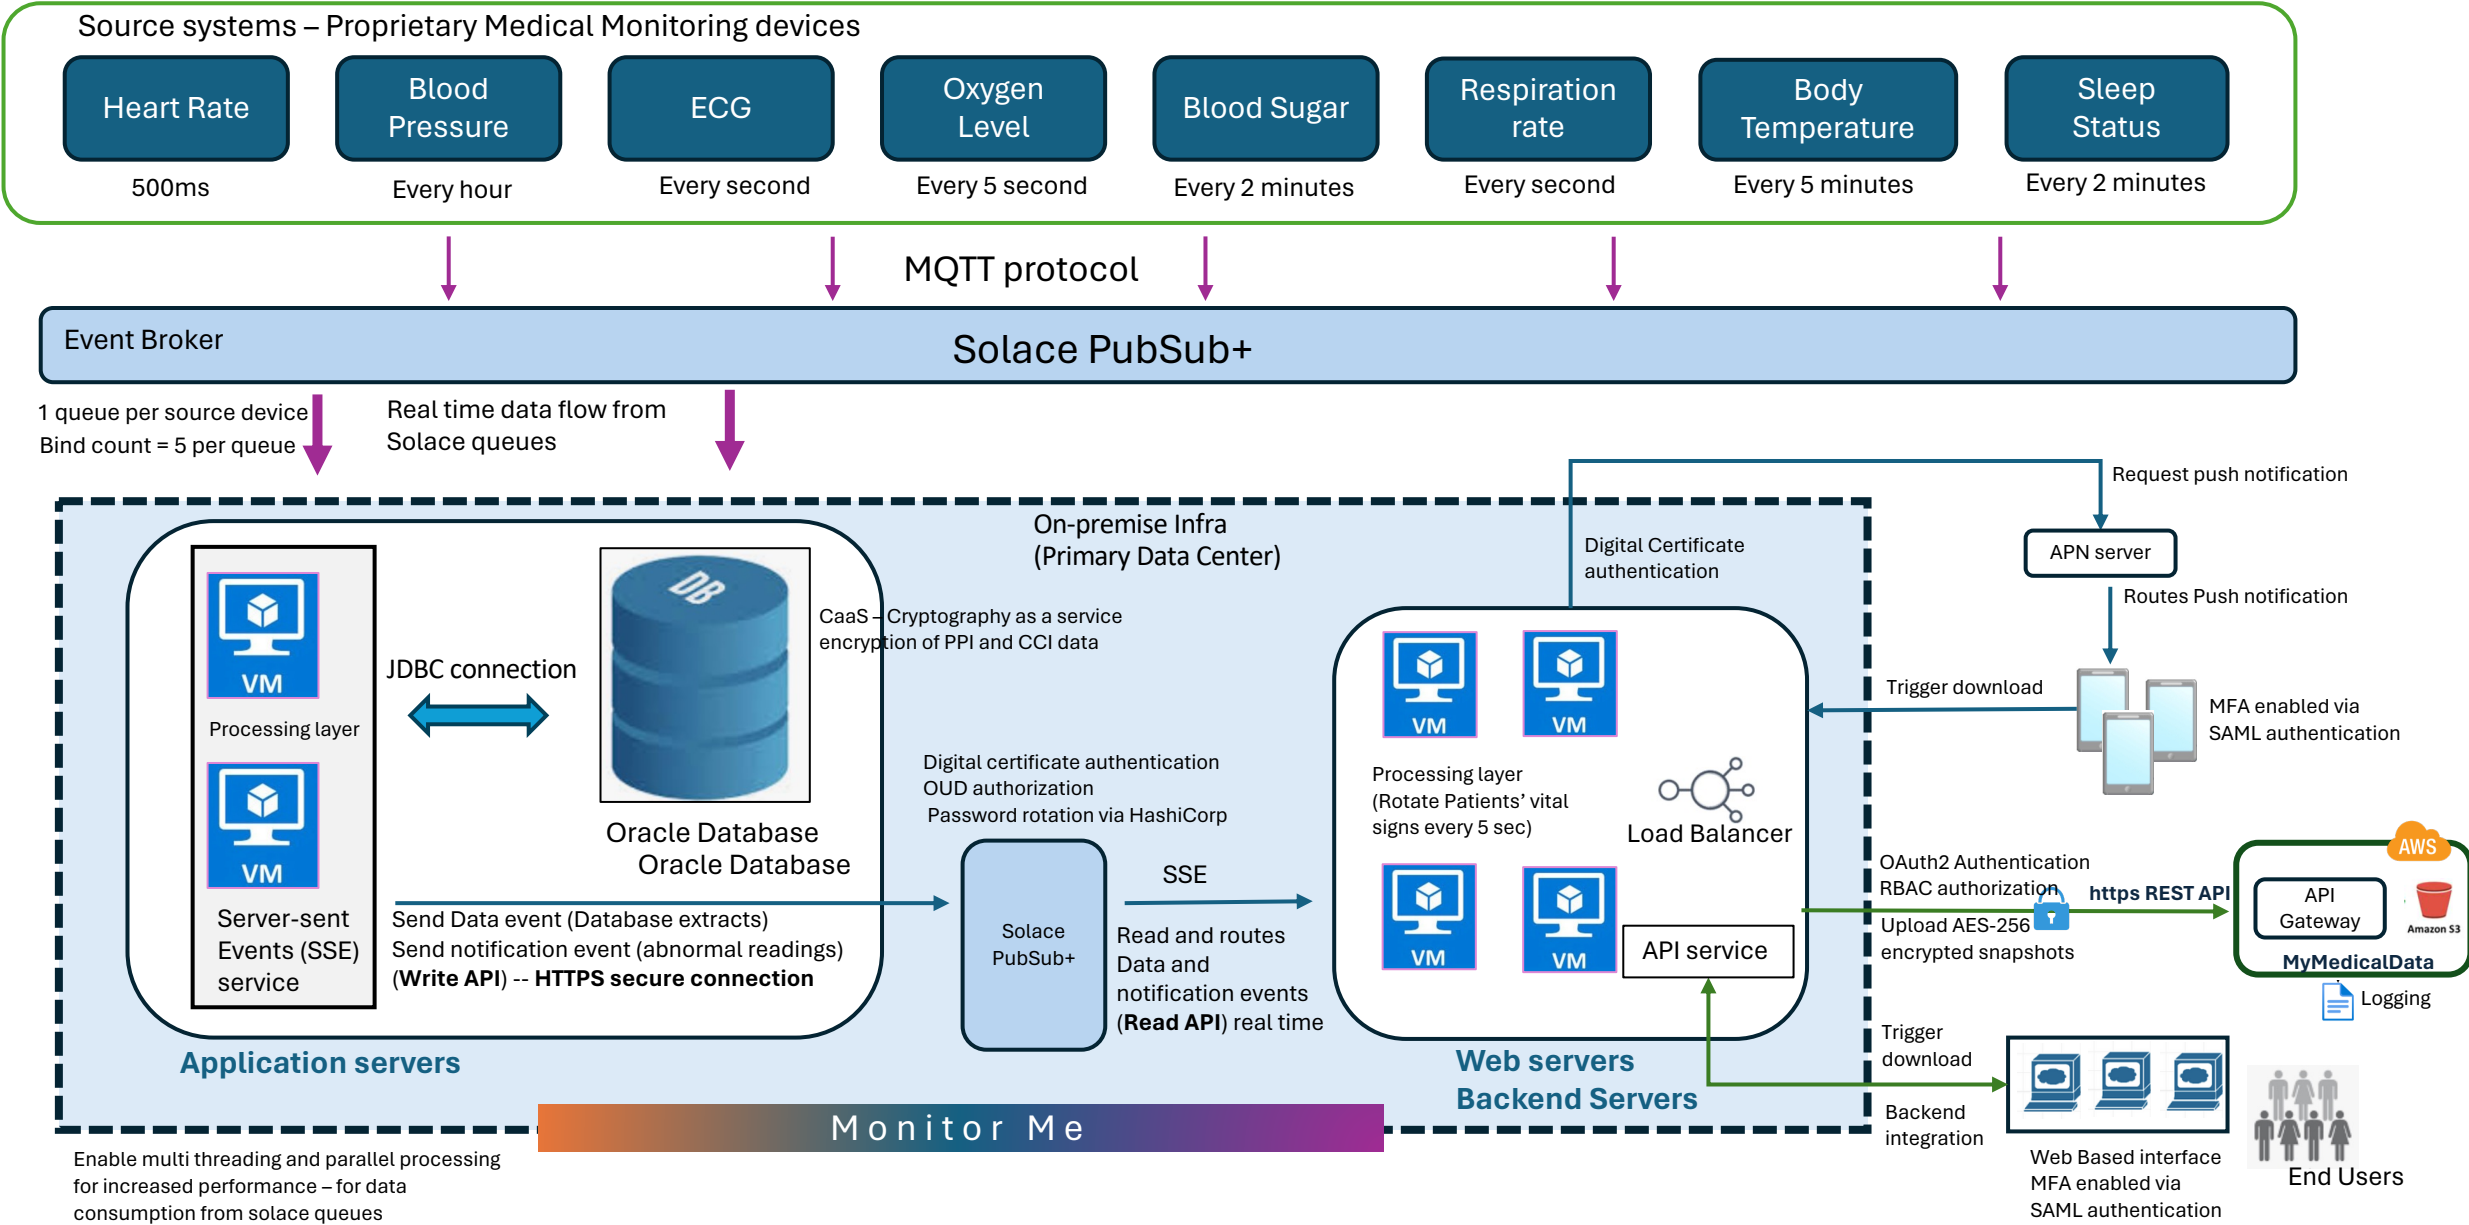 Source systems – Proprietary Medical Monitoring devices
Heart Rate
Blood
Pressure
ECG
Oxygen
Level
Blood Sugar
Respiration
rate
Body
Temperature
Sleep
Status
500ms
Every hour
Every second
Every 5 second
Every 2 minutes
Every second
Every 5 minutes
Every 2 minutes
MQTT protocol
Event Broker
Solace PubSub+
1 queue per source device
Bind count = 5 per queue
Real time data flow from
Solace queues
On-premise Infra
(Primary Data Center)
VM
Processing layer
VM
Server-sent
Events (SSE)
service
JDBC connection
DB
CaaS – Cryptography as a service
encryption of PPI and CCI data
Oracle Database
Oracle Database
Send Data event (Database extracts)
Send notification event (abnormal readings)
(Write API) -- HTTPS secure connection
Application servers
Digital certificate authentication
OUD authorization
Password rotation via HashiCorp
Solace
PubSub+
SSE
Read and routes
Data and
notification events
(Read API) real time
Digital Certificate
authentication
VM
VM
Processing layer
(Rotate Patients’ vital
signs every 5 sec)
Load Balancer
VM
VM
API service
Web servers
Backend Servers
Request push notification
APN server
Routes Push notification
Trigger download
MFA enabled via
SAML authentication
OAuth2 Authentication
RBAC authorization
https REST API
Upload AES-256
encrypted snapshots
AWS
API
Gateway
Amazon S3
MyMedicalData
Logging
Trigger
download
Backend
integration
Web Based interface
MFA enabled via
SAML authentication
End Users
Monitor Me
Enable multi threading and parallel processing
for increased performance – for data
consumption from solace queues